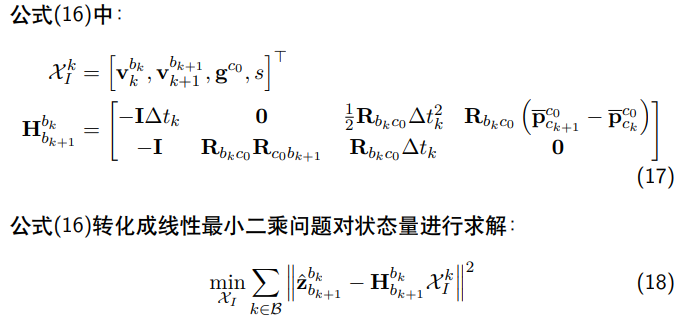 公式(16)中:
$\mathcal{X}_I^k = \left[\mathbf{v}_k^{b_k}, \mathbf{v}_{k+1}^{b_{k+1}}, \mathbf{g}^{c_0}, s\right]^\top$
$\mathbf{H}_{b_{k+1}}^{b_k} = \begin{bmatrix} -\mathbf{I}\Delta t_k & \mathbf{0} & \frac{1}{2}\mathbf{R}_{b_k c_0}\Delta t_k^2 & \mathbf{R}_{b_k c_0}\left(\overline{\mathbf{p}}_{c_{k+1}}^{c_0} - \overline{\mathbf{p}}_{c_k}^{c_0}\right) \\ -\mathbf{I} & \mathbf{R}_{b_k c_0}\mathbf{R}_{c_0 b_{k+1}} & \mathbf{R}_{b_k c_0}\Delta t_k & \mathbf{0} \end{bmatrix}$
(17)
公式(16)转化成线性最小二乘问题对状态量进行求解:
$\min_{\mathcal{X}_I} \sum_{k \in \mathcal{B}} \left\| \hat{\mathbf{z}}_{b_{k+1}}^{b_k} - \mathbf{H}_{b_{k+1}}^{b_k} \mathcal{X}_I^k \right\|^2$ (18)